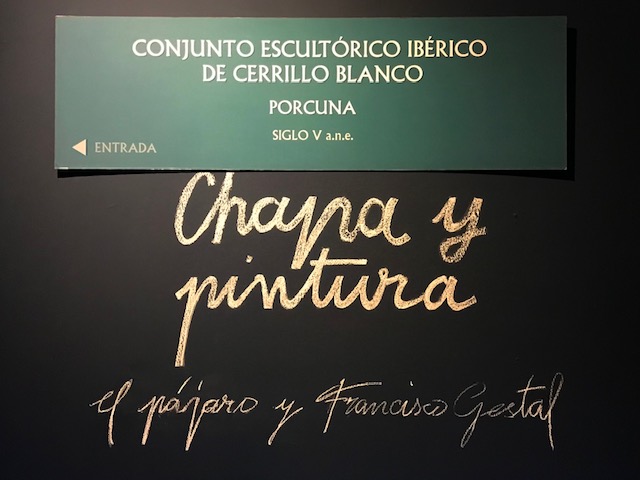 CONJUNTO ESCULTÓRICO IBÉRICO
DE CERRILLO BLANCO
PORCUNA
SIGLO V a.n.e.
ENTRADA
Chapa y
pintura
el pájaro y Francisco Gestal